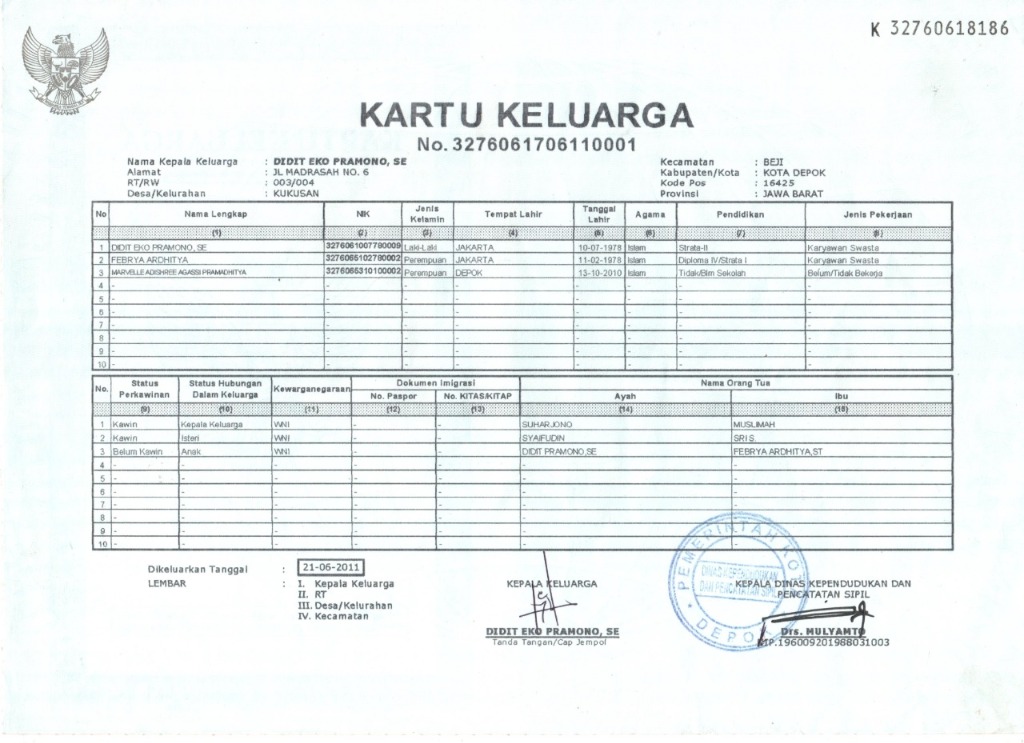 K 32760618186
KARTU KELUARGA
No. 3276061706110001
Nama Kepala Keluarga : DIDIT EKO PRAMONO, SE Kecamatan : BEJI
Alamat : JL MADRASAH NO. 6 Kabupaten/Kota : KOTA DEPOK
RT/RW : 003/004 Kode Pos : 16425
Desa/Kelurahan : KUKUSAN Provinsi : JAWA BARAT
No Nama Lengkap NIK Jenis Kelamin Tempat Lahir Tanggal Lahir Agama Pendidikan Jenis Pekerjaan
(1) (2) (3) (4) (5) (6) (7) (8)
1 DIDIT EKO PRAMONO, SE 3276061007780009 Laki-Laki JAKARTA 10-07-1978 Islam Strata-II Karyawan Swasta
2 FEBRYA ARDHITYA 3276065102780002 Perempuan JAKARTA 11-02-1978 Islam Diploma IV/Strata I Karyawan Swasta
3 MARVELLE ADISHREE AGASSI PRAMADHITYA 3276065310100002 Perempuan DEPOK 13-10-2010 Islam Tidak/Blm Sekolah Belum/Tidak Bekerja
4 - - - - - - - -
5 - - - - - - - -
6 - - - - - - - -
7 - - - - - - - -
8 - - - - - - - -
9 - - - - - - - -
10 - - - - - - - -
No. Status Perkawinan Status Hubungan Dalam Keluarga Kewarganegaraan Dokumen Imigrasi Nama Orang Tua
No. Paspor No. KITAS/KITAP Ayah Ibu
(9) (10) (11) (12) (13) (14) (15)
1 Kawin Kepala Keluarga WNI - - SUHARJONO MUSLIMAH
2 Kawin Isteri WNI - - SYAIFUDIN SRI S.
3 Belum Kawin Anak WNI - - DIDIT PRAMONO,SE FEBRYA ARDHITYA,ST
4 - - - - - - -
5 - - - - - - -
6 - - - - - - -
7 - - - - - - -
8 - - - - - - -
9 - - - - - - -
10 - - - - - - -
Dikeluarkan Tanggal : 21-06-2011
LEMBAR : I. Kepala Keluarga
II. RT
III. Desa/Kelurahan
IV. Kecamatan
KEPALA KELUARGA
DIDIT EKO PRAMONO, SE
Tanda Tangan/Cap Jempol
PEMERINTAH KOTA
DINAS KEPENDUDUKAN
DAN PENCATATAN SIPIL
DEPOK
KEPALA DINAS KEPENDUDUKAN DAN
PENCATATAN SIPIL
Drs. MULYAMTO
NIP.196009201988031003